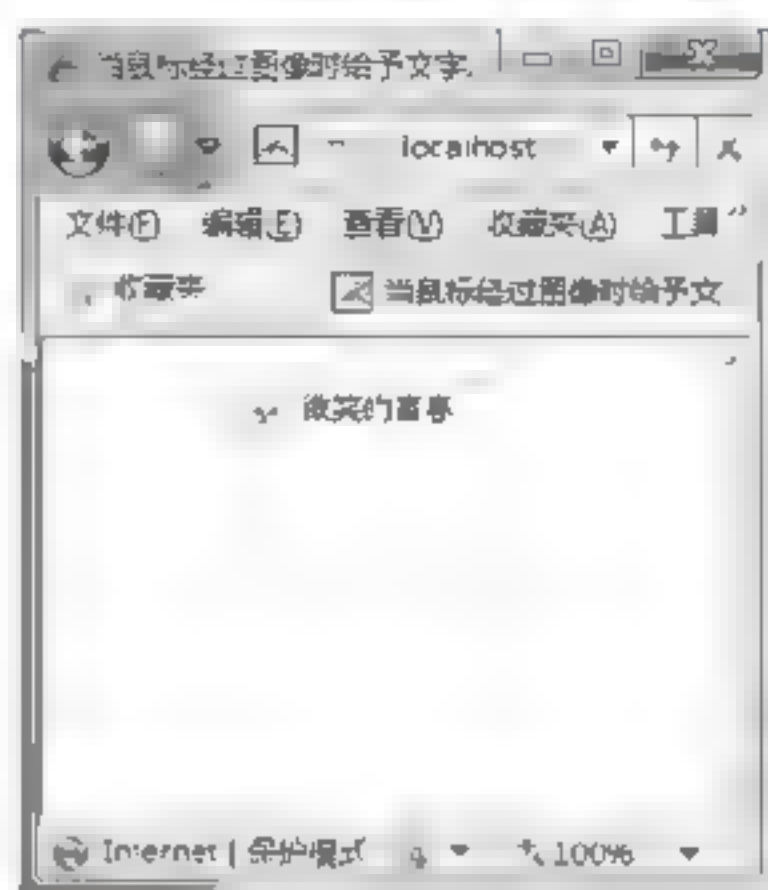 当鼠标经过图像时给予文字.
localhost
文件(F) 编辑(E) 查看(V) 收藏夹(A) 工具 »
收藏夹 当鼠标经过图像时给予文
微笑的青春
Internet | 保护模式 100%